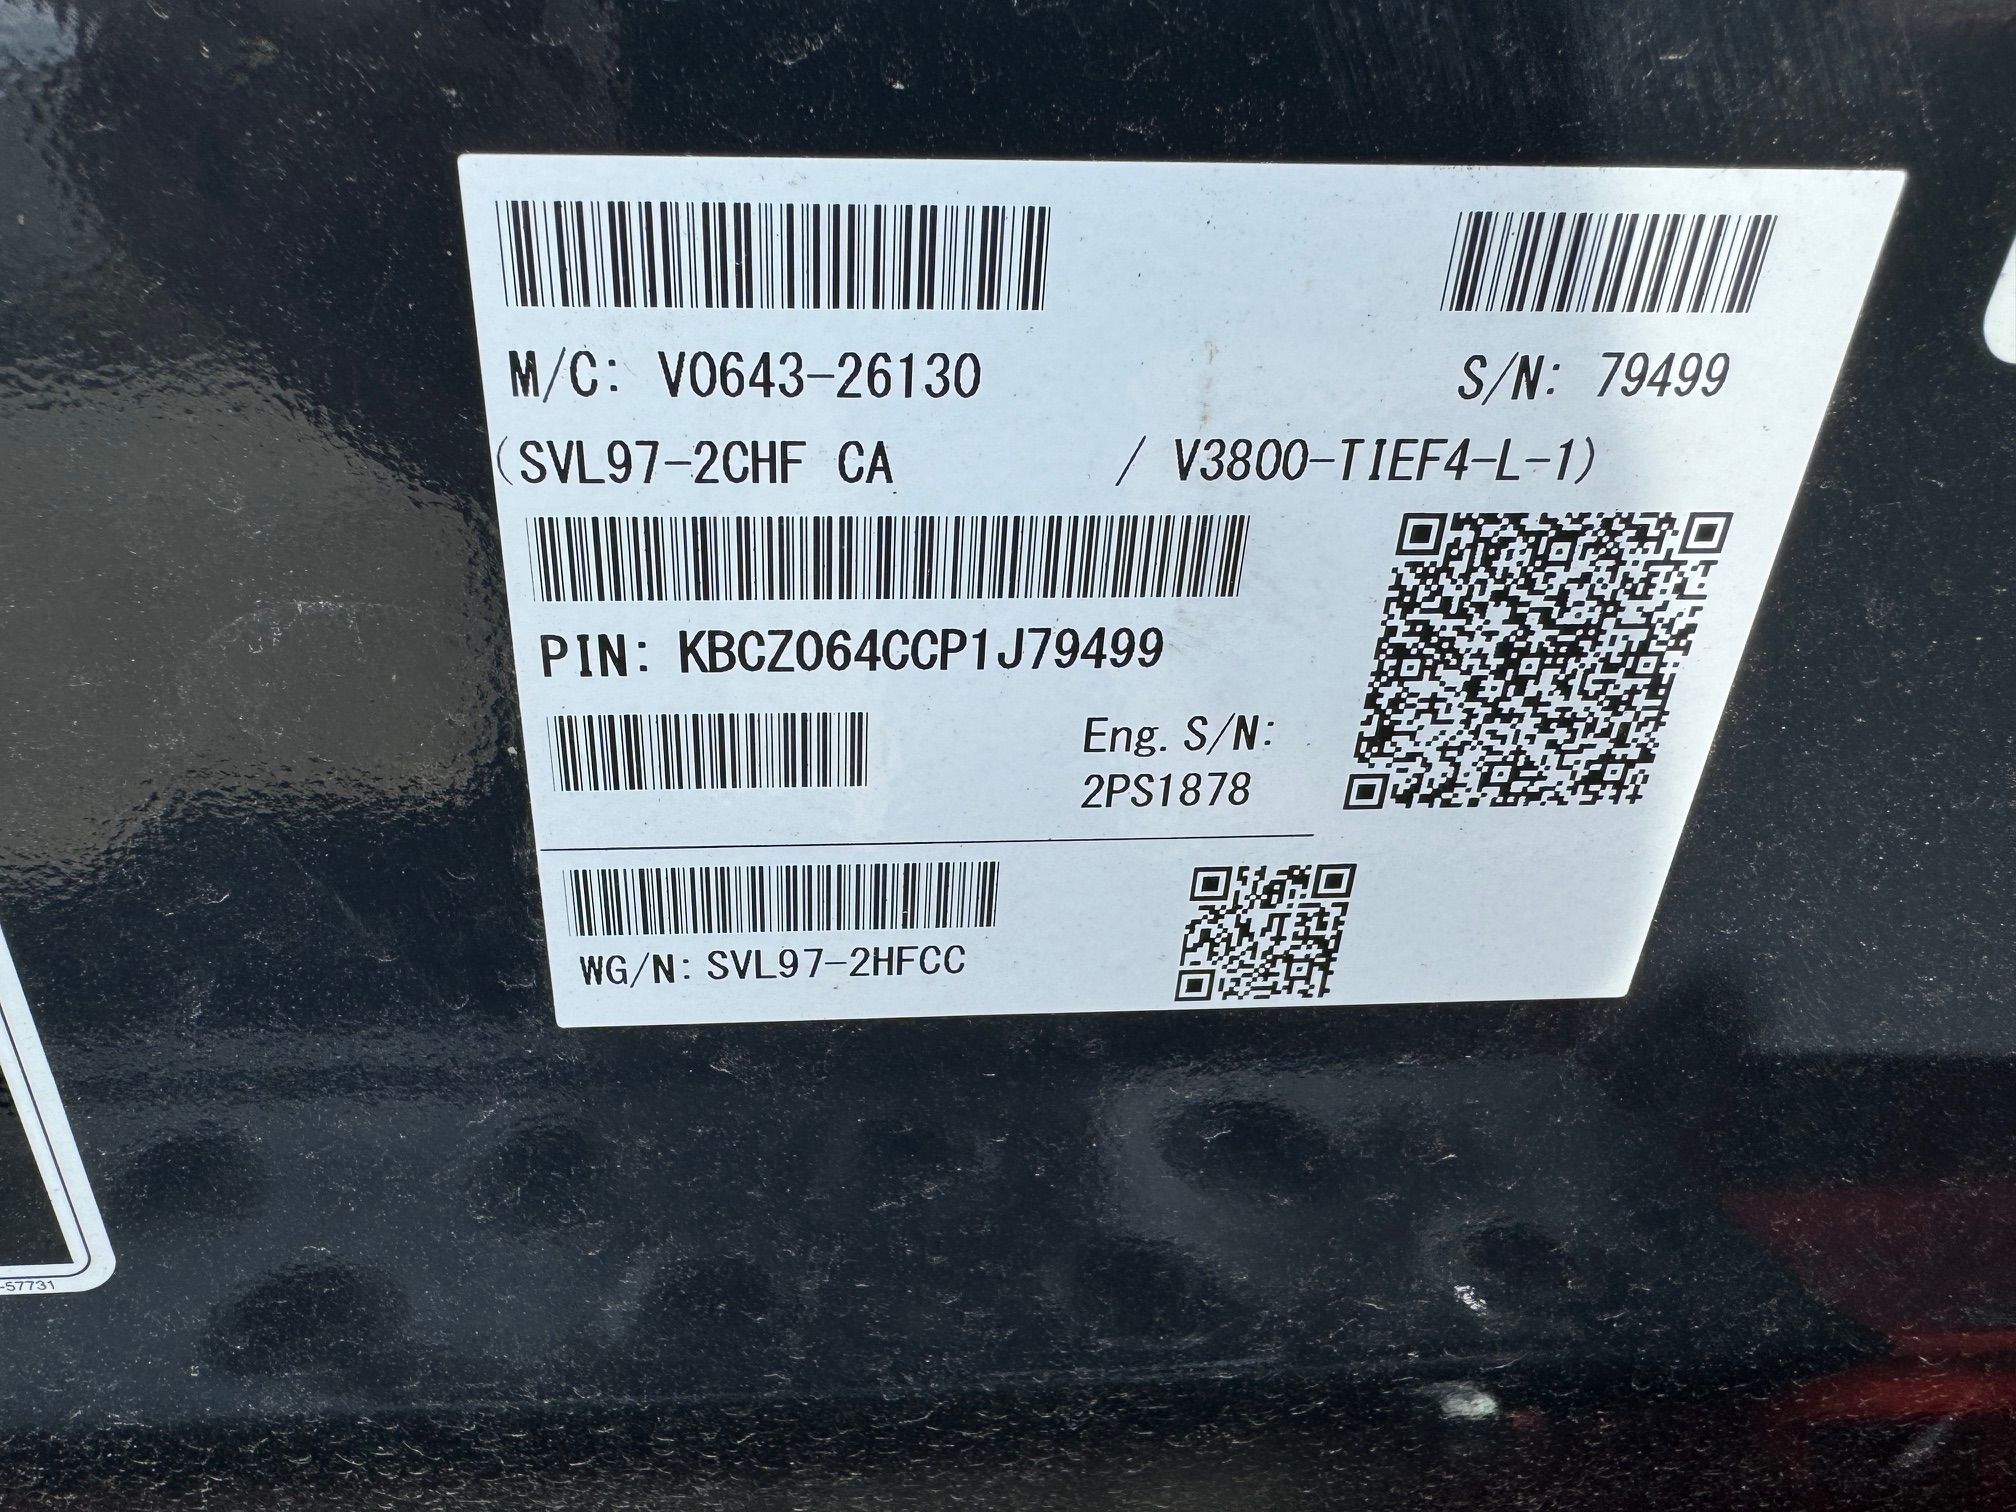 M/C: V0643-26130
S/N: 79499
(SVL97-2CHF CA / V3800-TIEF4-L-1)
PIN: KBCZ064CCP1J79499
Eng. S/N:
2PS1878
WG/N: SVL97-2HFCC
-57731